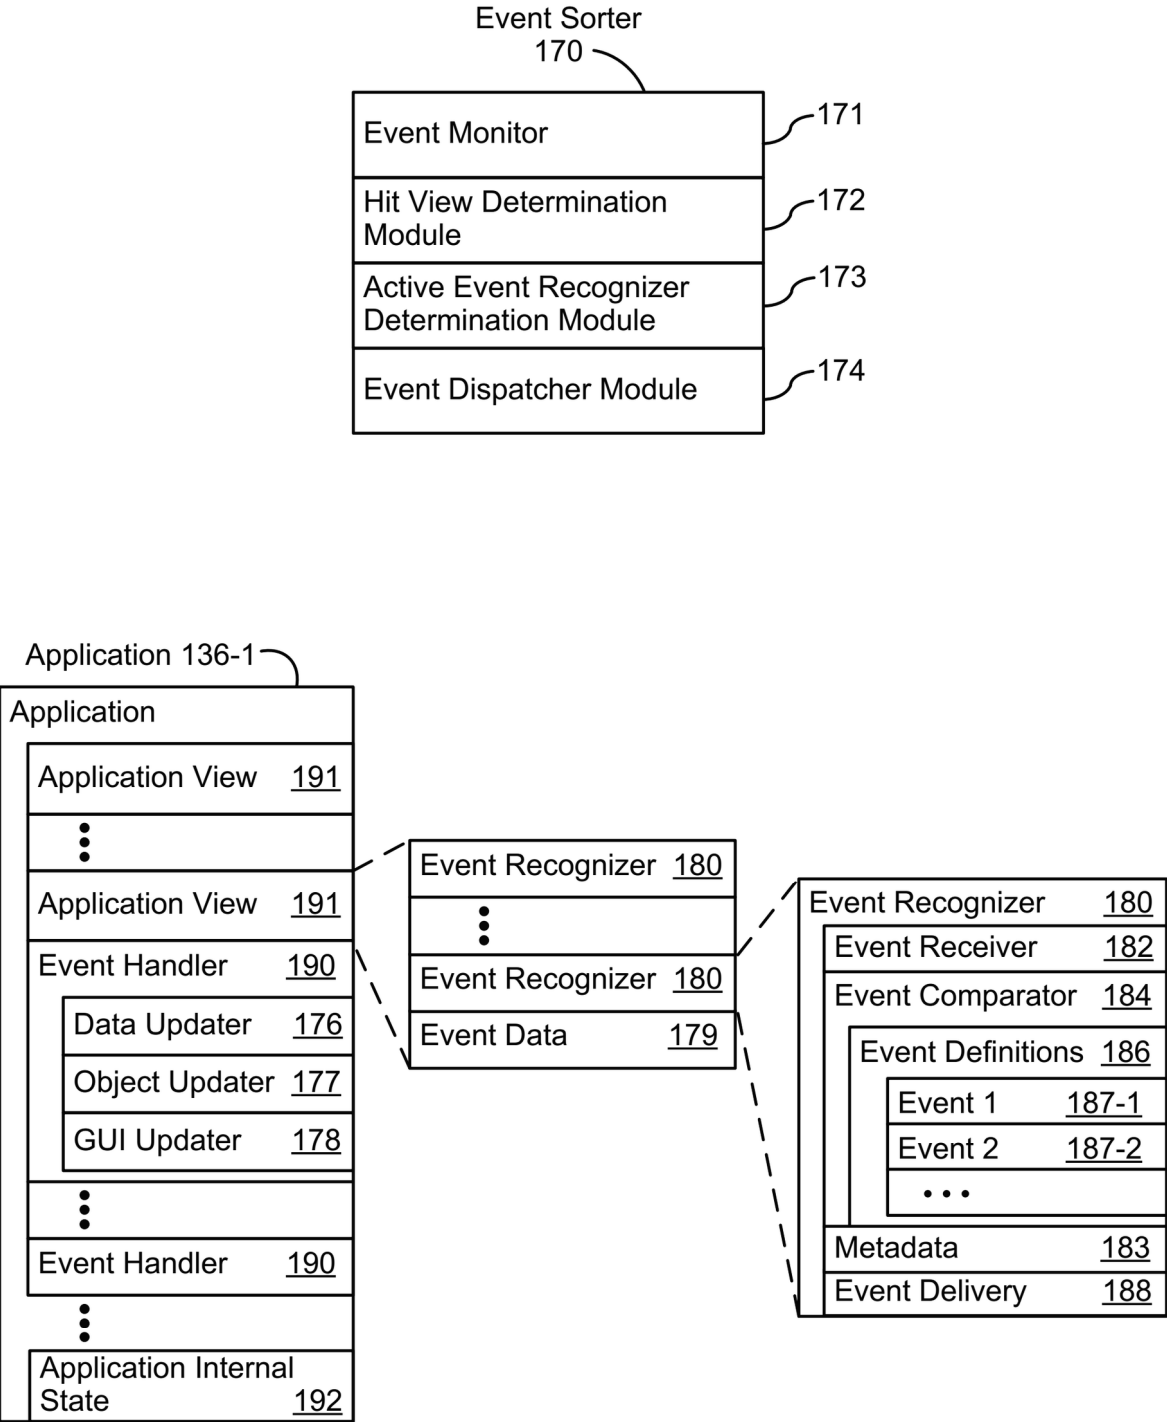 Event Sorter
170
Event Monitor
171
Hit View Determination
Module
172
Active Event Recognizer
Determination Module
173
Event Dispatcher Module
174
Application 136-1
Application
Application View 191
Application View 191
Event Handler 190
Data Updater 176
Object Updater 177
GUI Updater 178
Event Handler 190
Application Internal
State 192
Event Recognizer 180
Event Recognizer 180
Event Data 179
Event Recognizer 180
Event Receiver 182
Event Comparator 184
Event Definitions 186
Event 1 187-1
Event 2 187-2
Metadata 183
Event Delivery 188